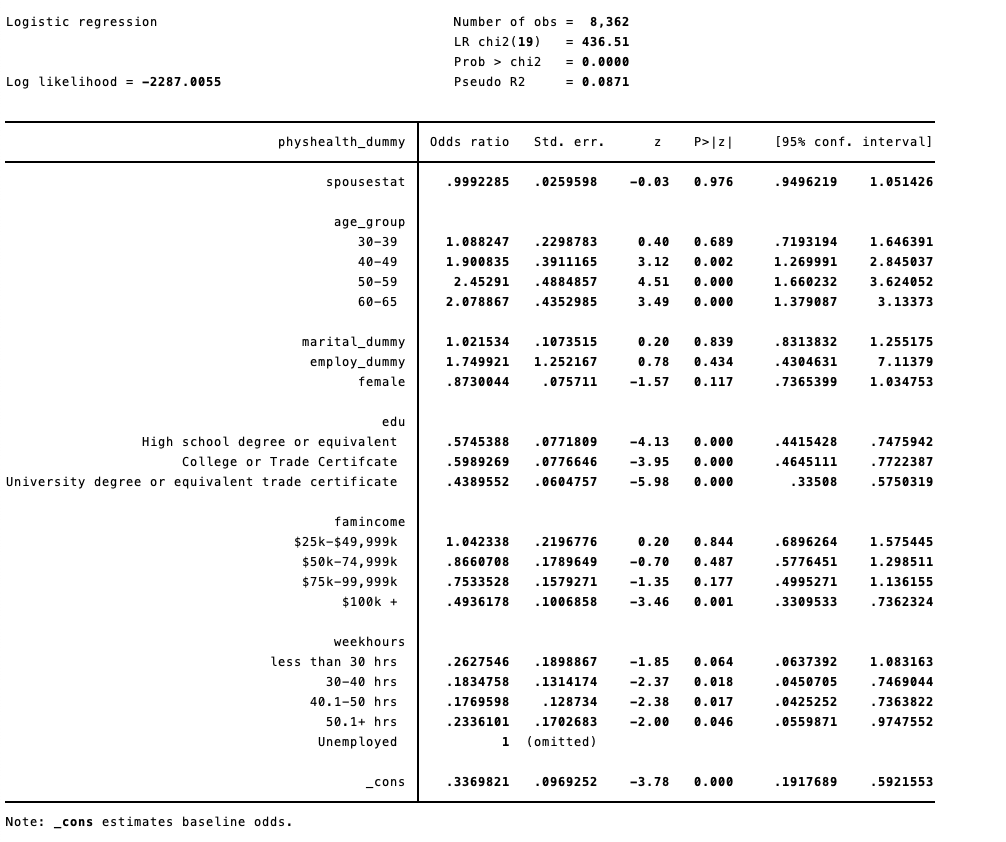 Logistic regression Number of obs = 8,362
LR chi2(19) = 436.51
Prob > chi2 = 0.0000
Log likelihood = -2287.0055 Pseudo R2 = 0.0871
physhealth_dummy Odds ratio Std. err. z P>|z| [95% conf. interval]
spousestat .9992285 .0259598 -0.03 0.976 .9496219 1.051426
age_group
30-39 1.088247 .2298783 0.40 0.689 .7193194 1.646391
40-49 1.900835 .3911165 3.12 0.002 1.269991 2.845037
50-59 2.45291 .4884857 4.51 0.000 1.660232 3.624052
60-65 2.078867 .4352985 3.49 0.000 1.379087 3.13373
marital_dummy 1.021534 .1073515 0.20 0.839 .8313832 1.255175
employ_dummy 1.749921 1.252167 0.78 0.434 .4304631 7.11379
female .8730044 .075711 -1.57 0.117 .7365399 1.034753
edu
High school degree or equivalent .5745388 .0771809 -4.13 0.000 .4415428 .7475942
College or Trade Certifcate .5989269 .0776646 -3.95 0.000 .4645111 .7722387
University degree or equivalent trade certificate .4389552 .0604757 -5.98 0.000 .33508 .5750319
famincome
$25k-$49,999k 1.042338 .2196776 0.20 0.844 .6896264 1.575445
$50k-74,999k .8660708 .1789649 -0.70 0.487 .5776451 1.298511
$75k-99,999k .7533528 .1579271 -1.35 0.177 .4995271 1.136155
$100k + .4936178 .1006858 -3.46 0.001 .3309533 .7362324
weekhours
less than 30 hrs .2627546 .1898867 -1.85 0.064 .0637392 1.083163
30-40 hrs .1834758 .1314174 -2.37 0.018 .0450705 .7469044
40.1-50 hrs .1769598 .128734 -2.38 0.017 .0425252 .7363822
50.1+ hrs .2336101 .1702683 -2.00 0.046 .0559871 .9747552
Unemployed 1 (omitted)
_cons .3369821 .0969252 -3.78 0.000 .1917689 .5921553
Note: _cons estimates baseline odds.